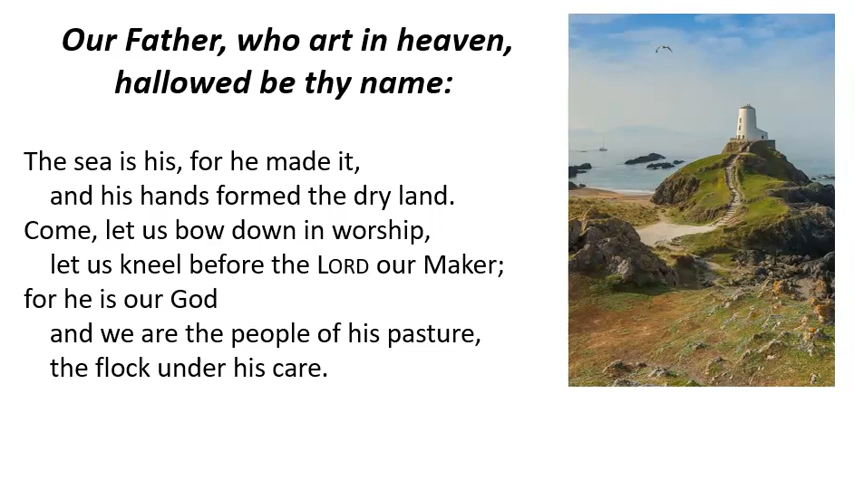 Our Father, who art in heaven,
hallowed be thy name:
The sea is his, for he made it,
and his hands formed the dry land.
Come, let us bow down in worship,
let us kneel before the LORD our Maker;
for he is our God
and we are the people of his pasture,
the flock under his care.